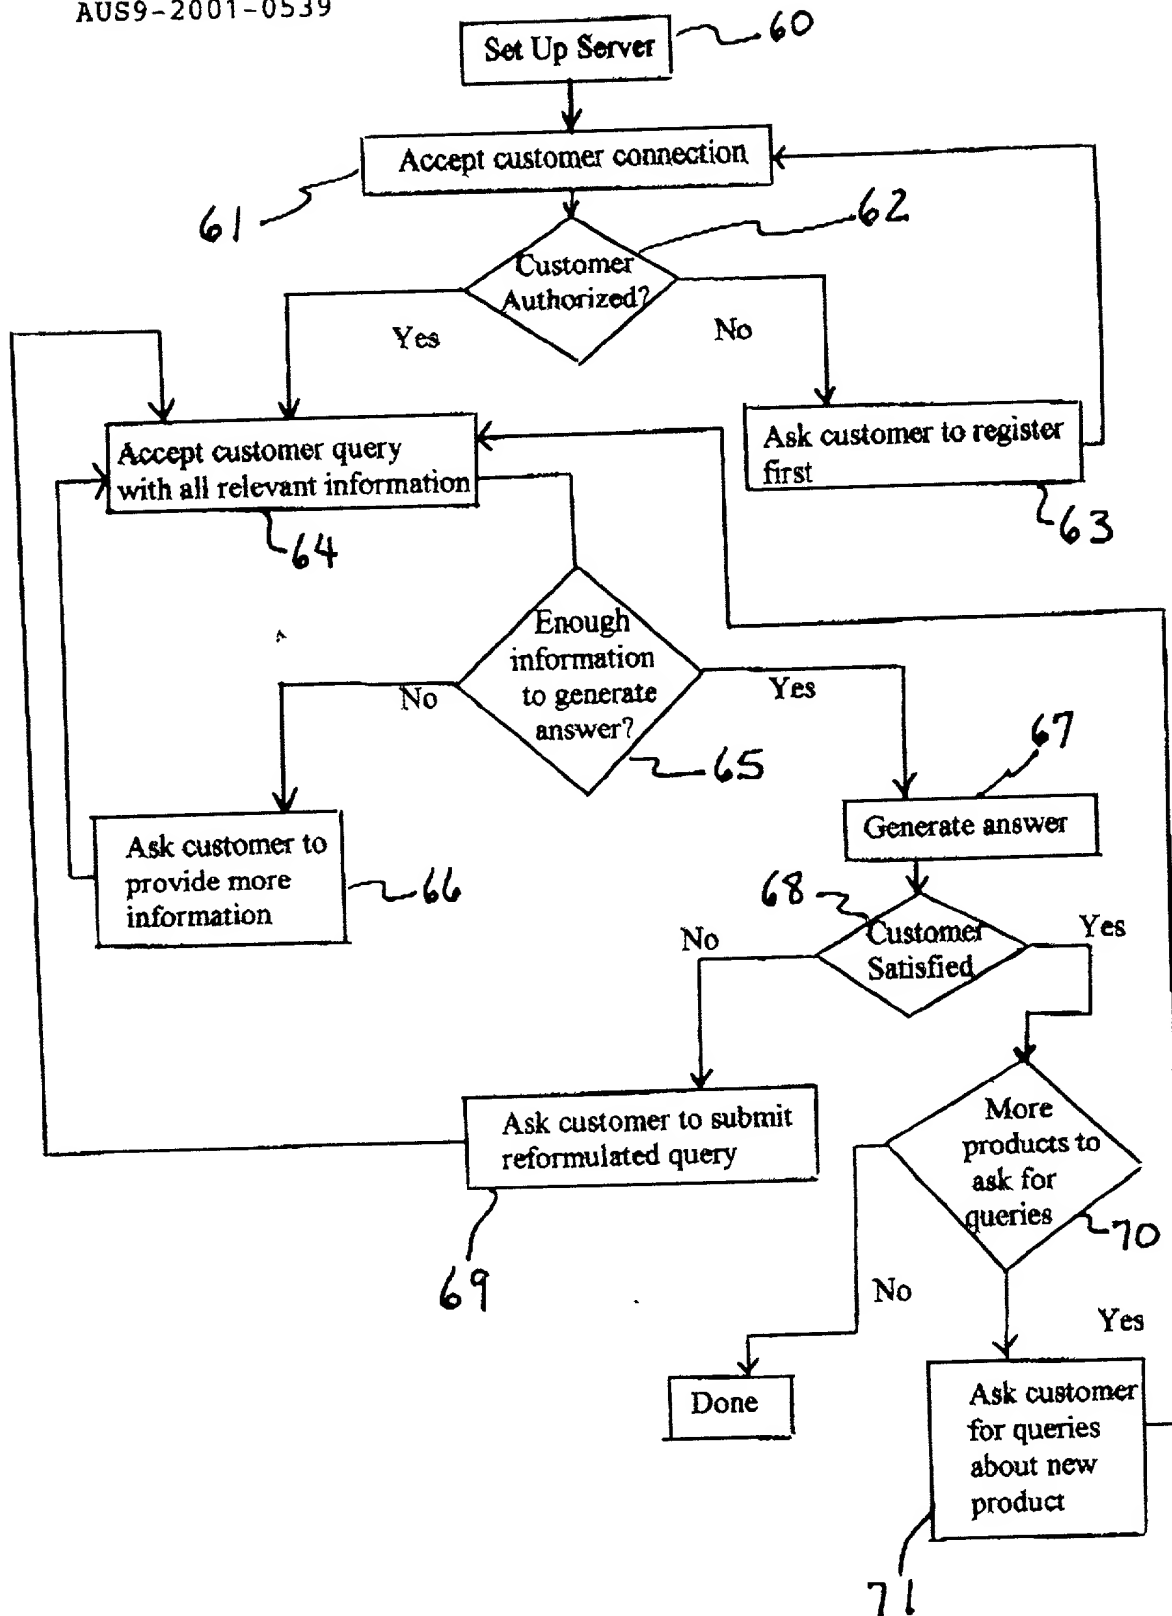 AUS9-2001-0539
Set Up Server
60
Accept customer connection
61
62
Customer
Authorized?
Yes
No
Accept customer query
with all relevant information
64
Ask customer to register
first
63
Enough
information
to generate
answer?
No
Yes
65
67
Generate answer
Ask customer to
provide more
information
66
68
Customer
Satisfied
No
Yes
Ask customer to submit
reformulated query
69
More
products to
ask for
queries
70
No
Yes
Done
Ask customer
for queries
about new
product
71